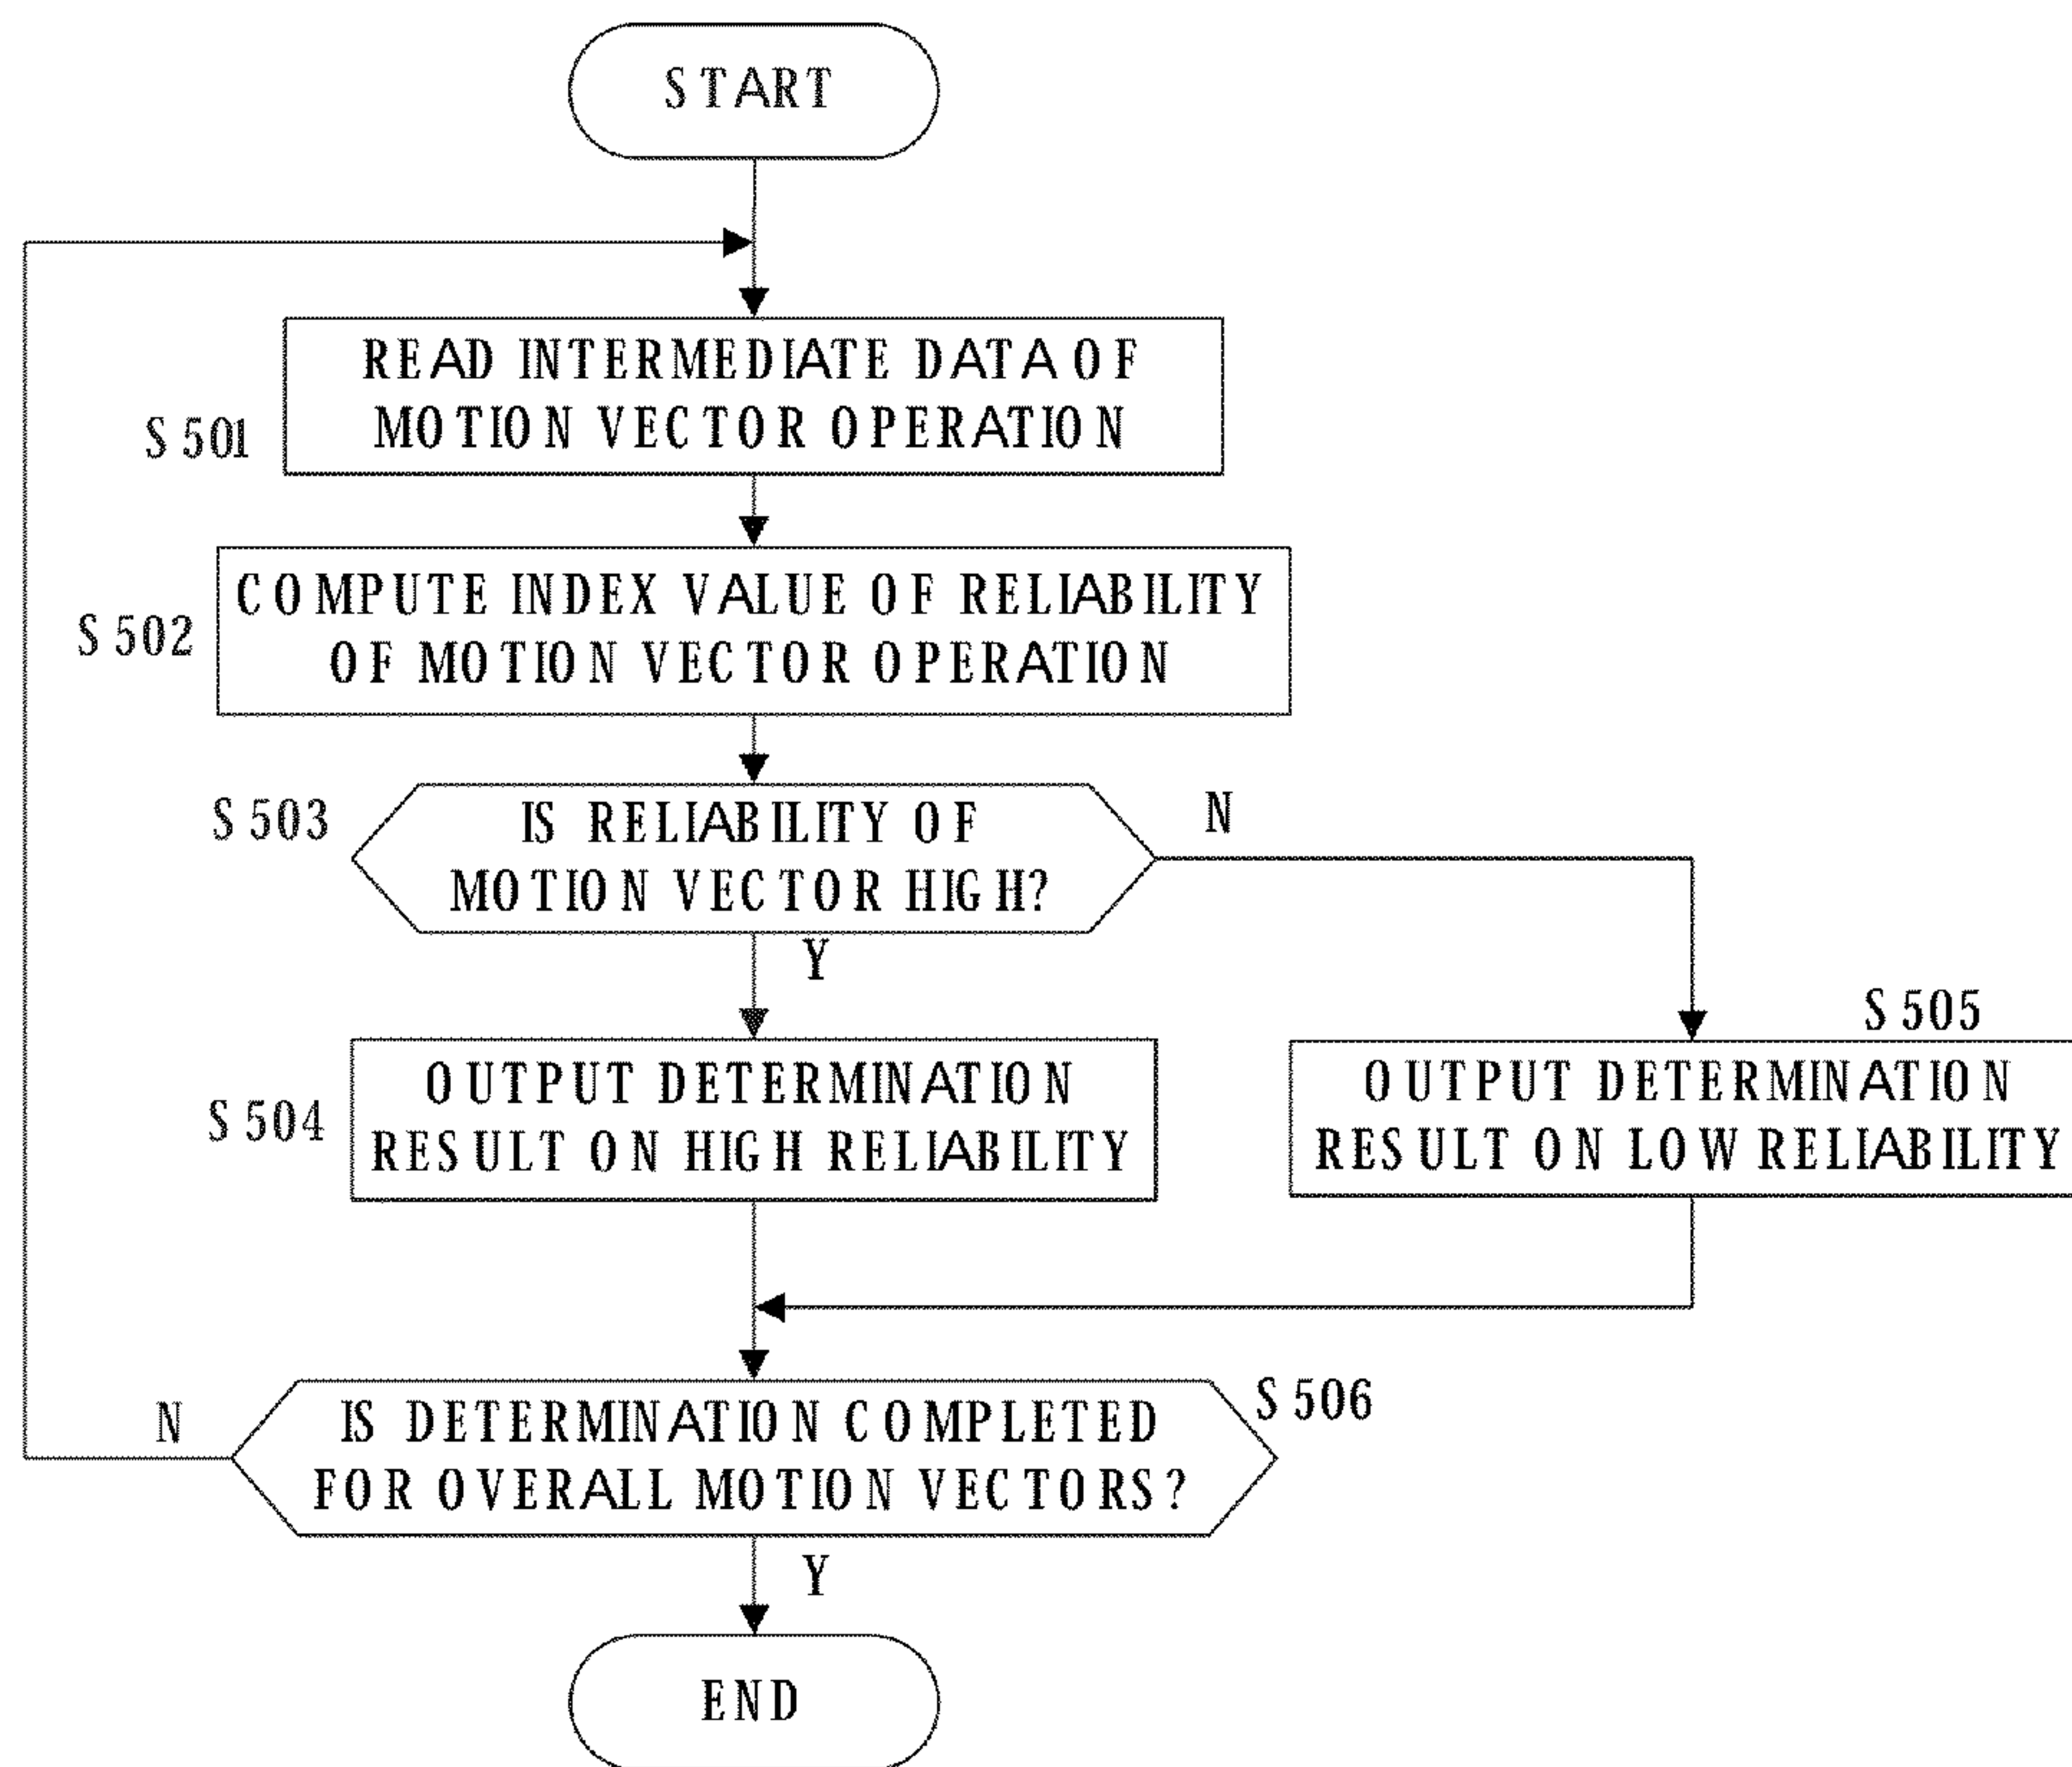 START
READ INTERMEDIATE DATA OF
MOTION VECTOR OPERATION
S501
COMPUTE INDEX VALUE OF RELIABILITY
OF MOTION VECTOR OPERATION
S502
S503
IS RELIABILITY OF
MOTION VECTOR HIGH?
N
Y
S505
OUTPUT DETERMINATION
RESULT ON HIGH RELIABILITY
S504
OUTPUT DETERMINATION
RESULT ON LOW RELIABILITY
S506
N
IS DETERMINATION COMPLETED
FOR OVERALL MOTION VECTORS?
Y
END